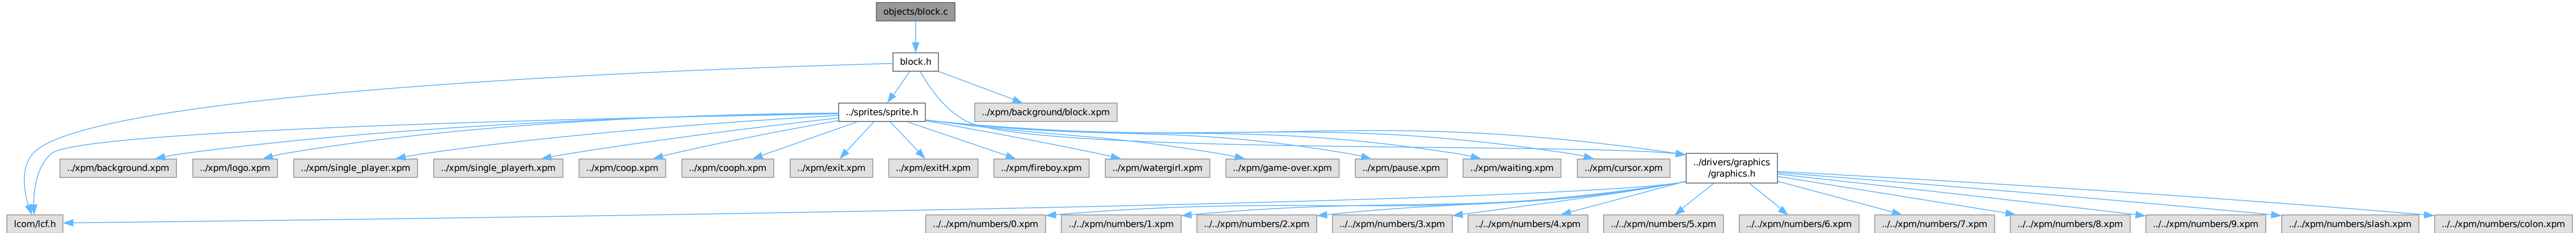 objects/block.c
block.h
../sprites/sprite.h
../xpm/background/block.xpm
../xpm/background.xpm
../xpm/logo.xpm
../xpm/single_player.xpm
../xpm/single_playerh.xpm
../xpm/coop.xpm
../xpm/cooph.xpm
../xpm/exit.xpm
../xpm/exitH.xpm
../xpm/fireboy.xpm
../xpm/watergirl.xpm
../xpm/game-over.xpm
../xpm/pause.xpm
../xpm/waiting.xpm
../xpm/cursor.xpm
../drivers/graphics
/graphics.h
lcom/lcf.h
../../xpm/numbers/0.xpm
../../xpm/numbers/1.xpm
../../xpm/numbers/2.xpm
../../xpm/numbers/3.xpm
../../xpm/numbers/4.xpm
../../xpm/numbers/5.xpm
../../xpm/numbers/6.xpm
../../xpm/numbers/7.xpm
../../xpm/numbers/8.xpm
../../xpm/numbers/9.xpm
../../xpm/numbers/slash.xpm
../../xpm/numbers/colon.xpm